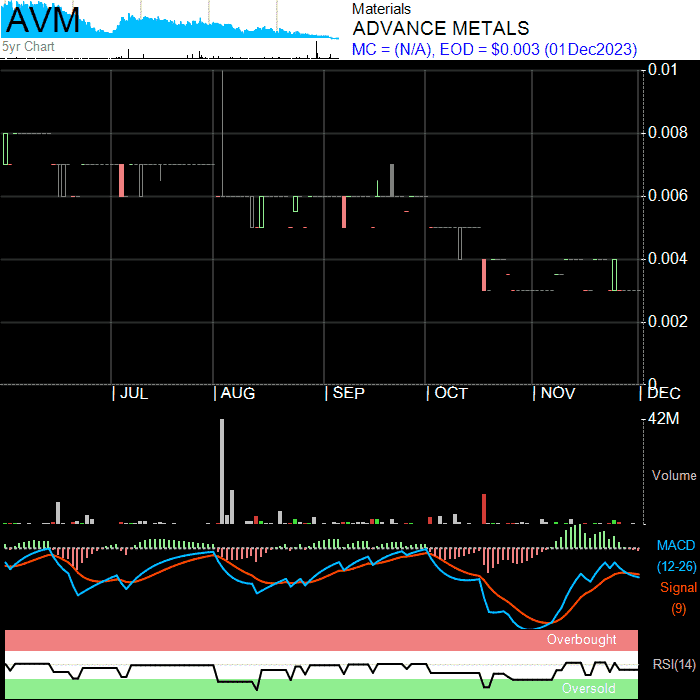 AVM
5yr Chart
Materials
ADVANCE METALS
MC = (N/A), EOD = $0.003 (01Dec2023)
0.01
0.008
0.006
0.004
0.002
0
JUL AUG SEP OCT NOV DEC
42M
Volume
MACD
(12-26)
Signal
(9)
Overbought
RSI(14)
Oversold